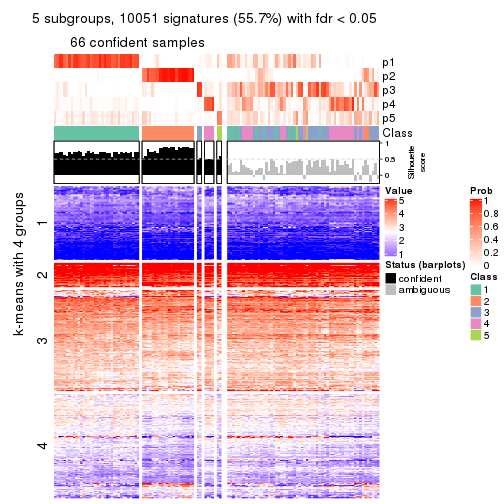 5 subgroups, 10051 signatures (55.7%) with fdr < 0.05
66 confident samples
p1
p2
p3
p4
p5
Class
1
0.5
0
Silhouette
score
k-means with 4 groups
1
2
3
4
Value
5
4
3
2
1
Status (barplots)
confident
ambiguous
Prob
1
0.8
0.6
0.4
0.2
0
Class
1
2
3
4
5